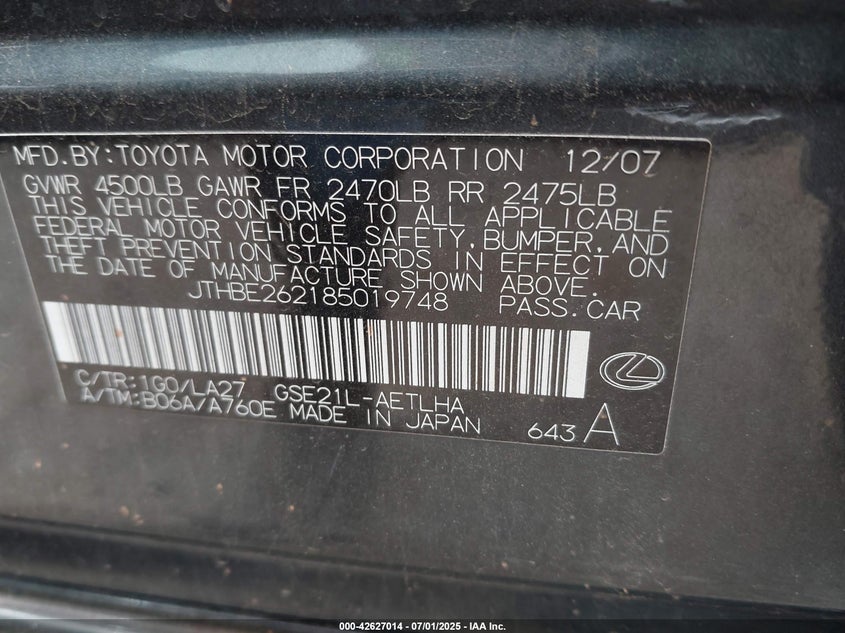 MFD.BY:TOYOTA MOTOR CORPORATION 12/07
GVWR 4500LB GAWR FR 2470LB RR 2475LB
THIS VEHICLE CONFORMS TO ALL APPLICABLE
FEDERAL MOTOR VEHICLE SAFETY,BUMPER,AND
THEFT PREVENTION STANDARDS IN EFFECT ON
THE DATE OF MANUFACTURE SHOWN ABOVE.
JTHBE262185019748 PASS.CAR
C/TR:1G0/LA27 GSE21L-AETLHA
A/TM:B06A/A760E MADE IN JAPAN 643 A
000-42627014 - 07/01/2025 - IAA Inc.